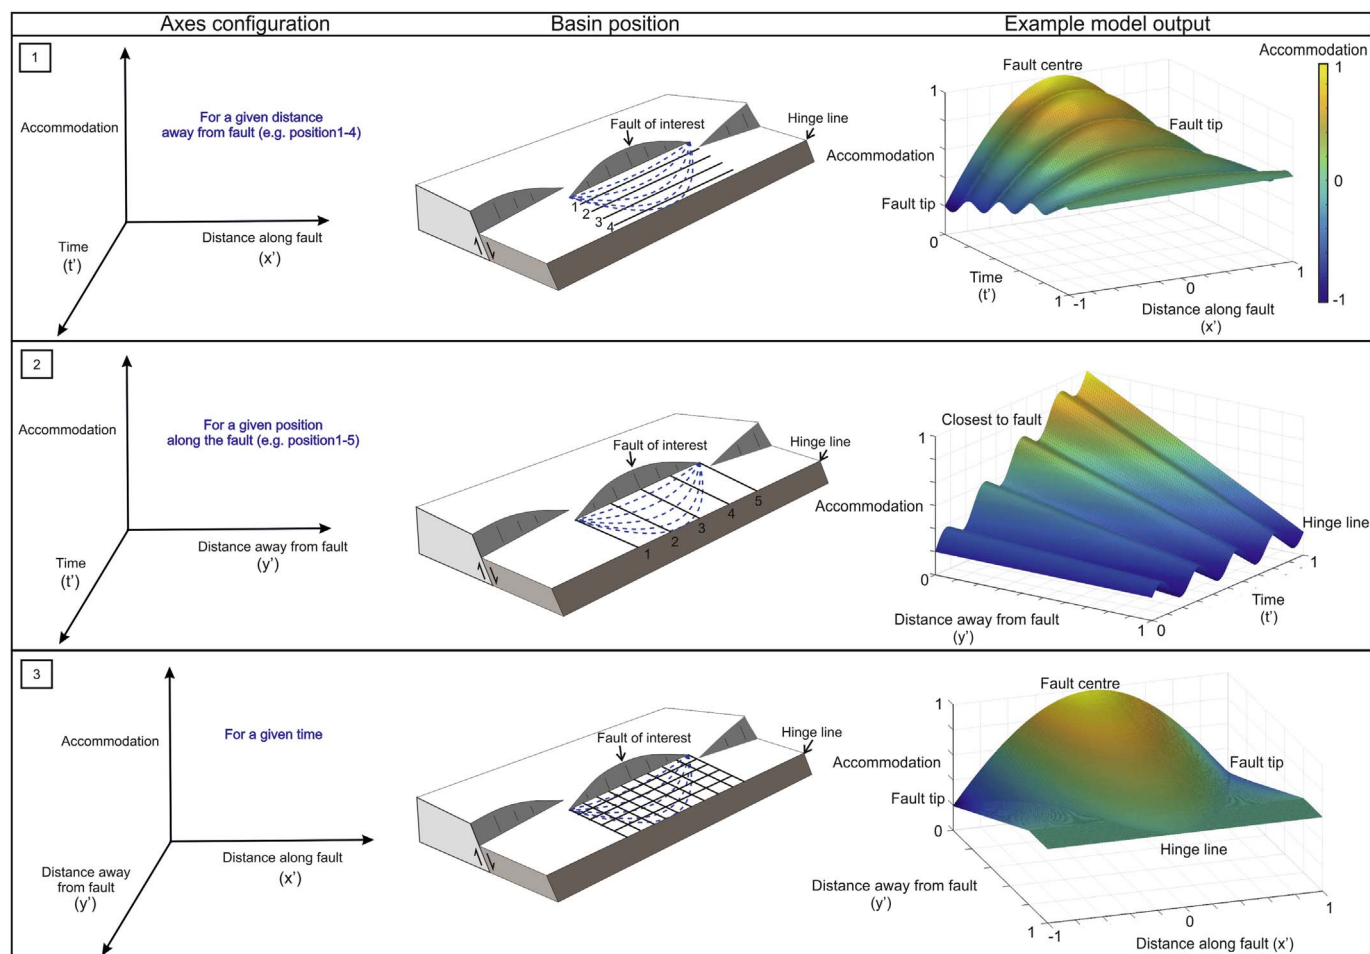 Axes configuration
Basin position
Example model output
1
Accommodation
For a given distance
away from fault (e.g. position1-4)
Time
(t’)
Distance along fault
(x’)
Fault of interest
Hinge line
1
2
3
4
Fault centre
Accommodation
1
0
-1
1
Fault tip
Accommodation
Fault tip
0
Time
(t’)
1
-1
0
1
Distance along fault
(x’)
2
Accommodation
For a given position
along the fault (e.g. position1-5)
Time
(t’)
Distance away from fault
(y’)
Fault of interest
Hinge line
1
2
3
4
5
Closest to fault
1
Accommodation
Hinge line
0
1
Time
(t’)
Distance away from fault
(y’)
1
0
3
Accommodation
For a given time
Distance away
from fault
(y’)
Distance along fault
(x’)
Fault of interest
Hinge line
Fault centre
1
Accommodation
Fault tip
Fault tip
0
Hinge line
Distance away from fault
(y’)
1
-1
0
1
Distance along fault (x’)